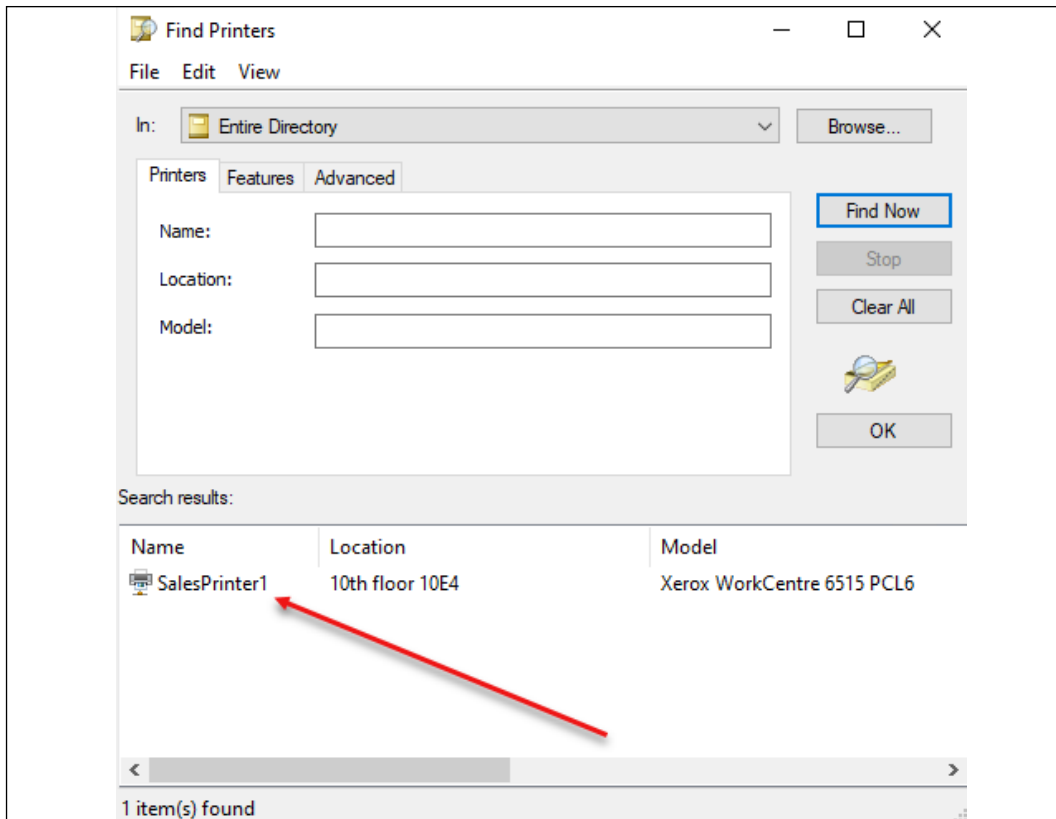 Find Printers
File Edit View
In: Entire Directory Browse...
Printers Features Advanced
Find Now
Name:
Stop
Location:
Clear All
Model:
OK
Search results:
Name Location Model
SalesPrinter1 10th floor 10E4 Xerox WorkCentre 6515 PCL6
1 item(s) found